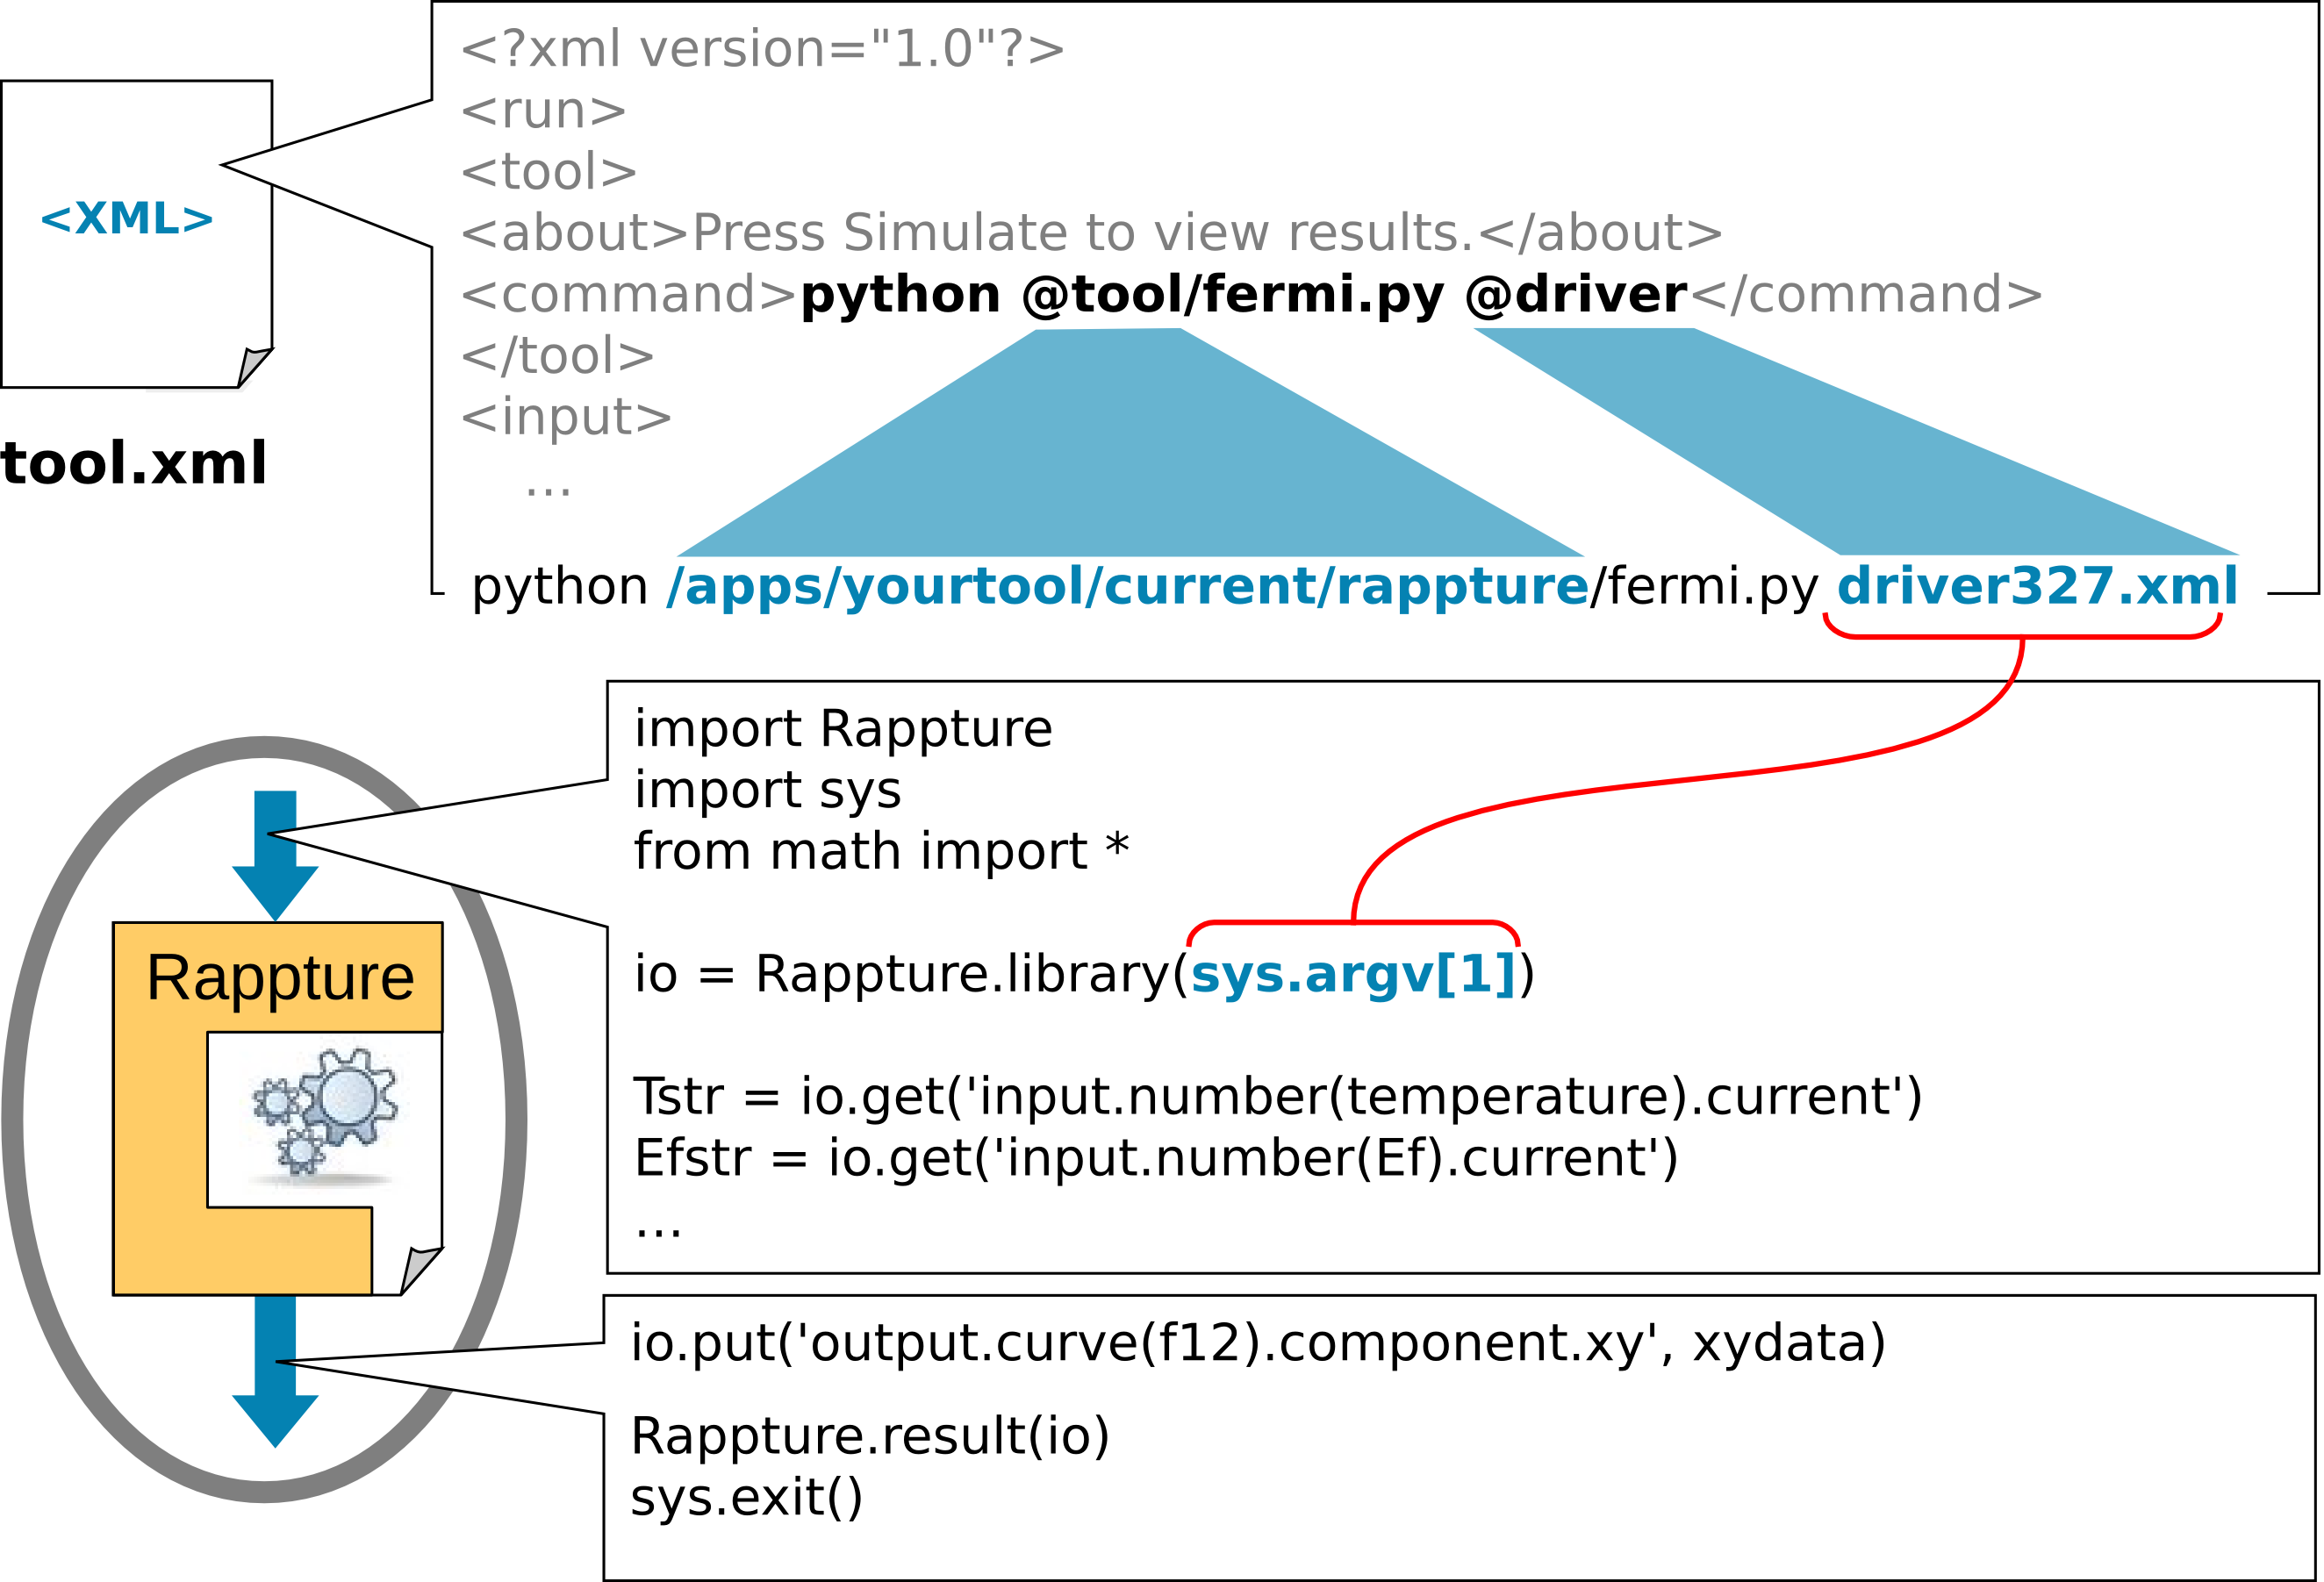 <?xml version="1.0"?>
<run>
<tool>
<XML>
<about>Press Simulate to view results.</about>
<command>python @tool/fermi.py @driver</command>
</tool>
<input>
tool.xml
...
python /apps/yourtool/current/rappture/fermi.py driver327.xml
import Rappture
import sys
from math import *
io = Rappture.library(sys.argv[1])
Rappture
Tstr = io.get('input.number(temperature).current')
Efstr = io.get('input.number(Ef).current')
...
io.put('output.curve(f12).component.xy', xydata)
Rappture.result(io)
sys.exit()